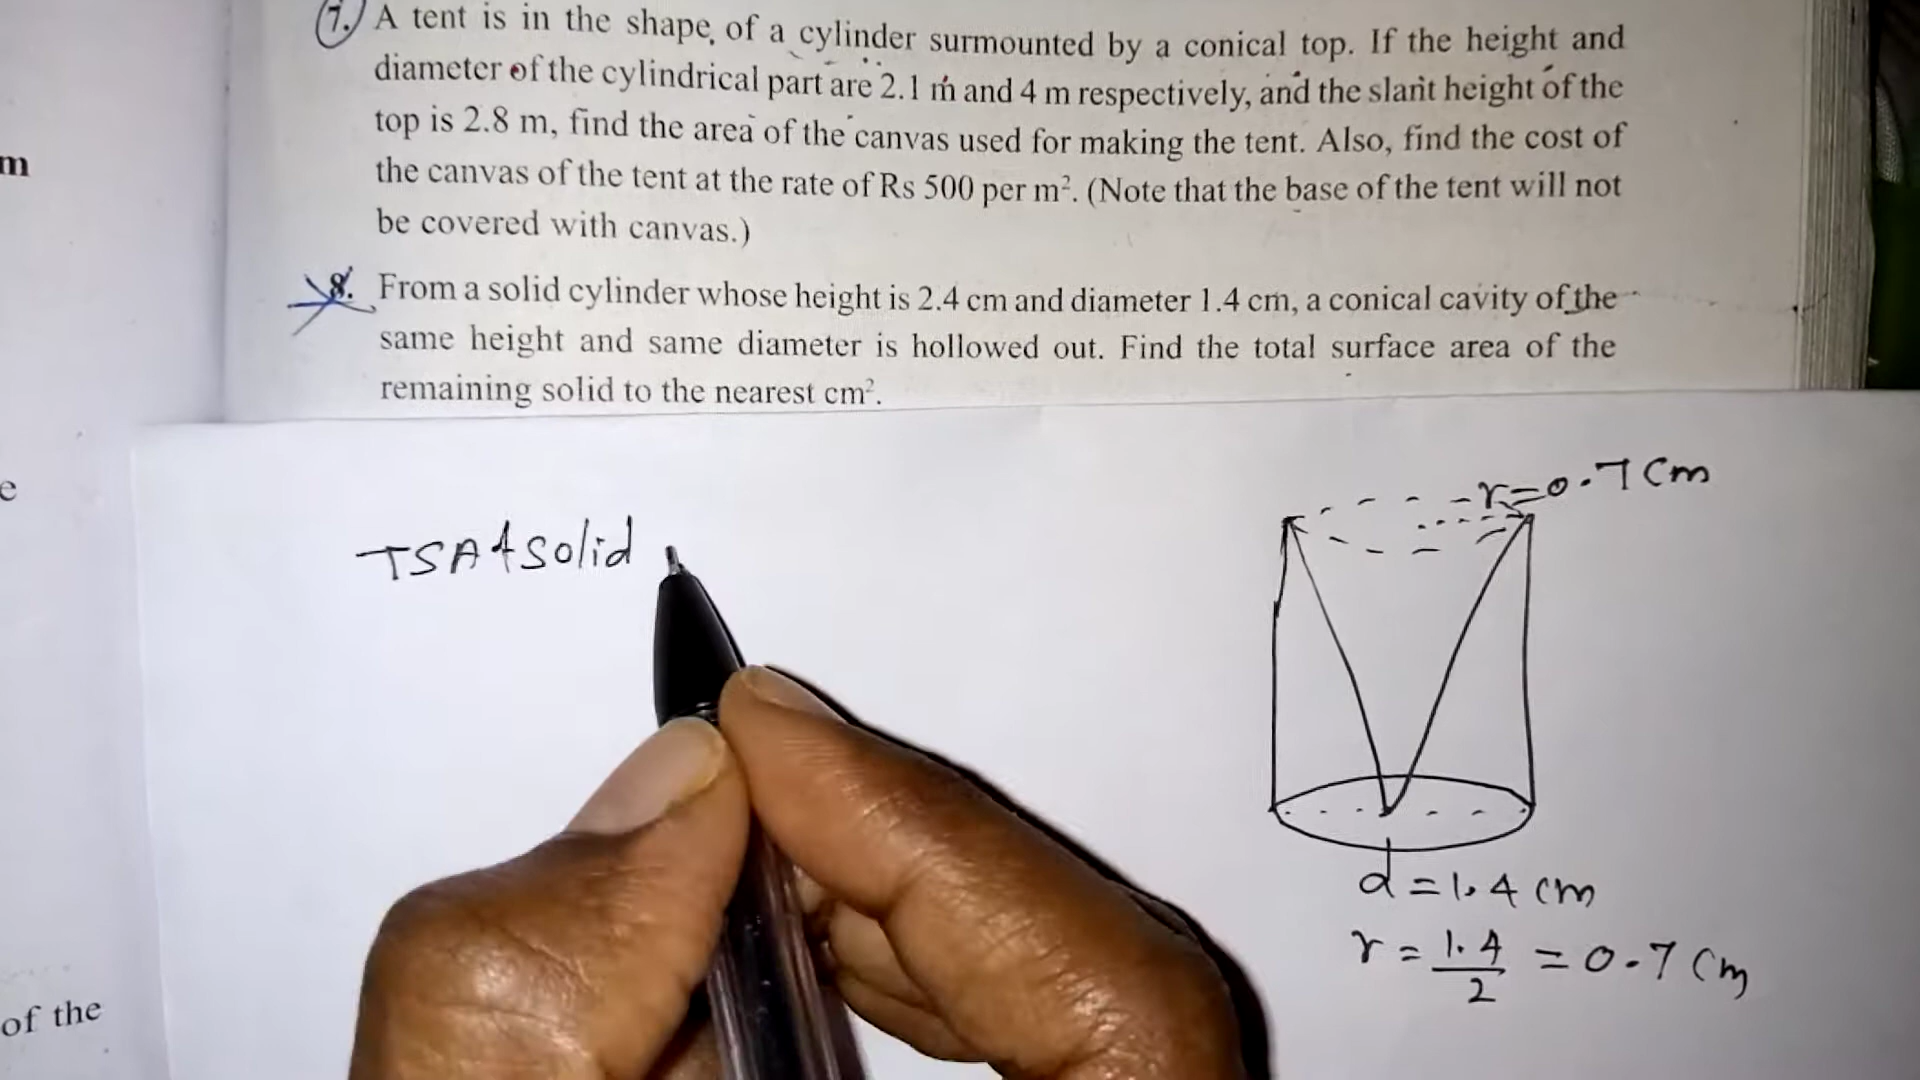 7. A tent is in the shape of a cylinder surmounted by a conical top. If the height and
diameter of the cylindrical part are 2.1 m and 4 m respectively, and the slant height of the
top is 2.8 m, find the area of the canvas used for making the tent. Also, find the cost of
the canvas of the tent at the rate of Rs 500 per m². (Note that the base of the tent will not
be covered with canvas.)
m
8. From a solid cylinder whose height is 2.4 cm and diameter 1.4 cm, a conical cavity of the
same height and same diameter is hollowed out. Find the total surface area of the
remaining solid to the nearest cm².
e
r=0.7 cm
TSA of solid
d=1.4 cm
r = 1.4/2 = 0.7 cm
of the